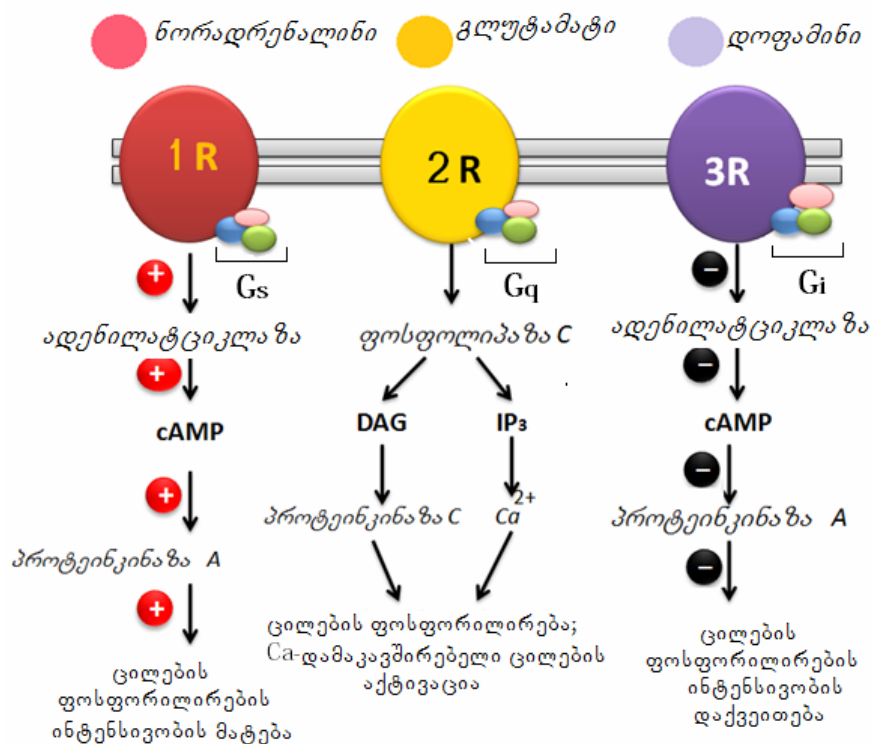 ნორადრენალინი
გლუტამატი
დოფამინი
1 R
2 R
3R
Gs
Gq
Gi
ადენილატციკლაზა
ფოსფოლიპაზა C
ადენილატციკლაზა
cAMP
DAG
IP₃
cAMP
პროტეინკინაზა A
პროტეინკინაზა C
Ca²⁺
პროტეინკინაზა A
ცილების
ფოსფორილირების
ინტენსივობის მატება
ცილების ფოსფორილირება;
Ca-დამაკავშირებელი ცილების
აქტივაცია
ცილების
ფოსფორილირების
ინტენსივობის
დაქვეითება